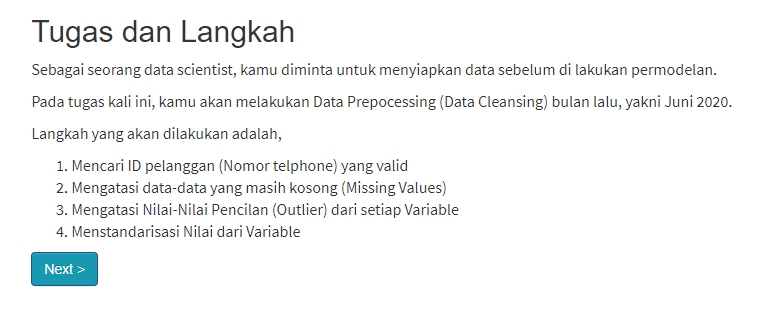 Tugas dan Langkah
Sebagai seorang data scientist, kamu diminta untuk menyiapkan data sebelum di lakukan permodelan.
Pada tugas kali ini, kamu akan melakukan Data Prepocessing (Data Cleansing) bulan lalu, yakni Juni 2020.
Langkah yang akan dilakukan adalah,
1. Mencari ID pelanggan (Nomor telphone) yang valid
2. Mengatasi data-data yang masih kosong (Missing Values)
3. Mengatasi Nilai-Nilai Pencilan (Outlier) dari setiap Variable
4. Menstandarisasi Nilai dari Variable
Next >